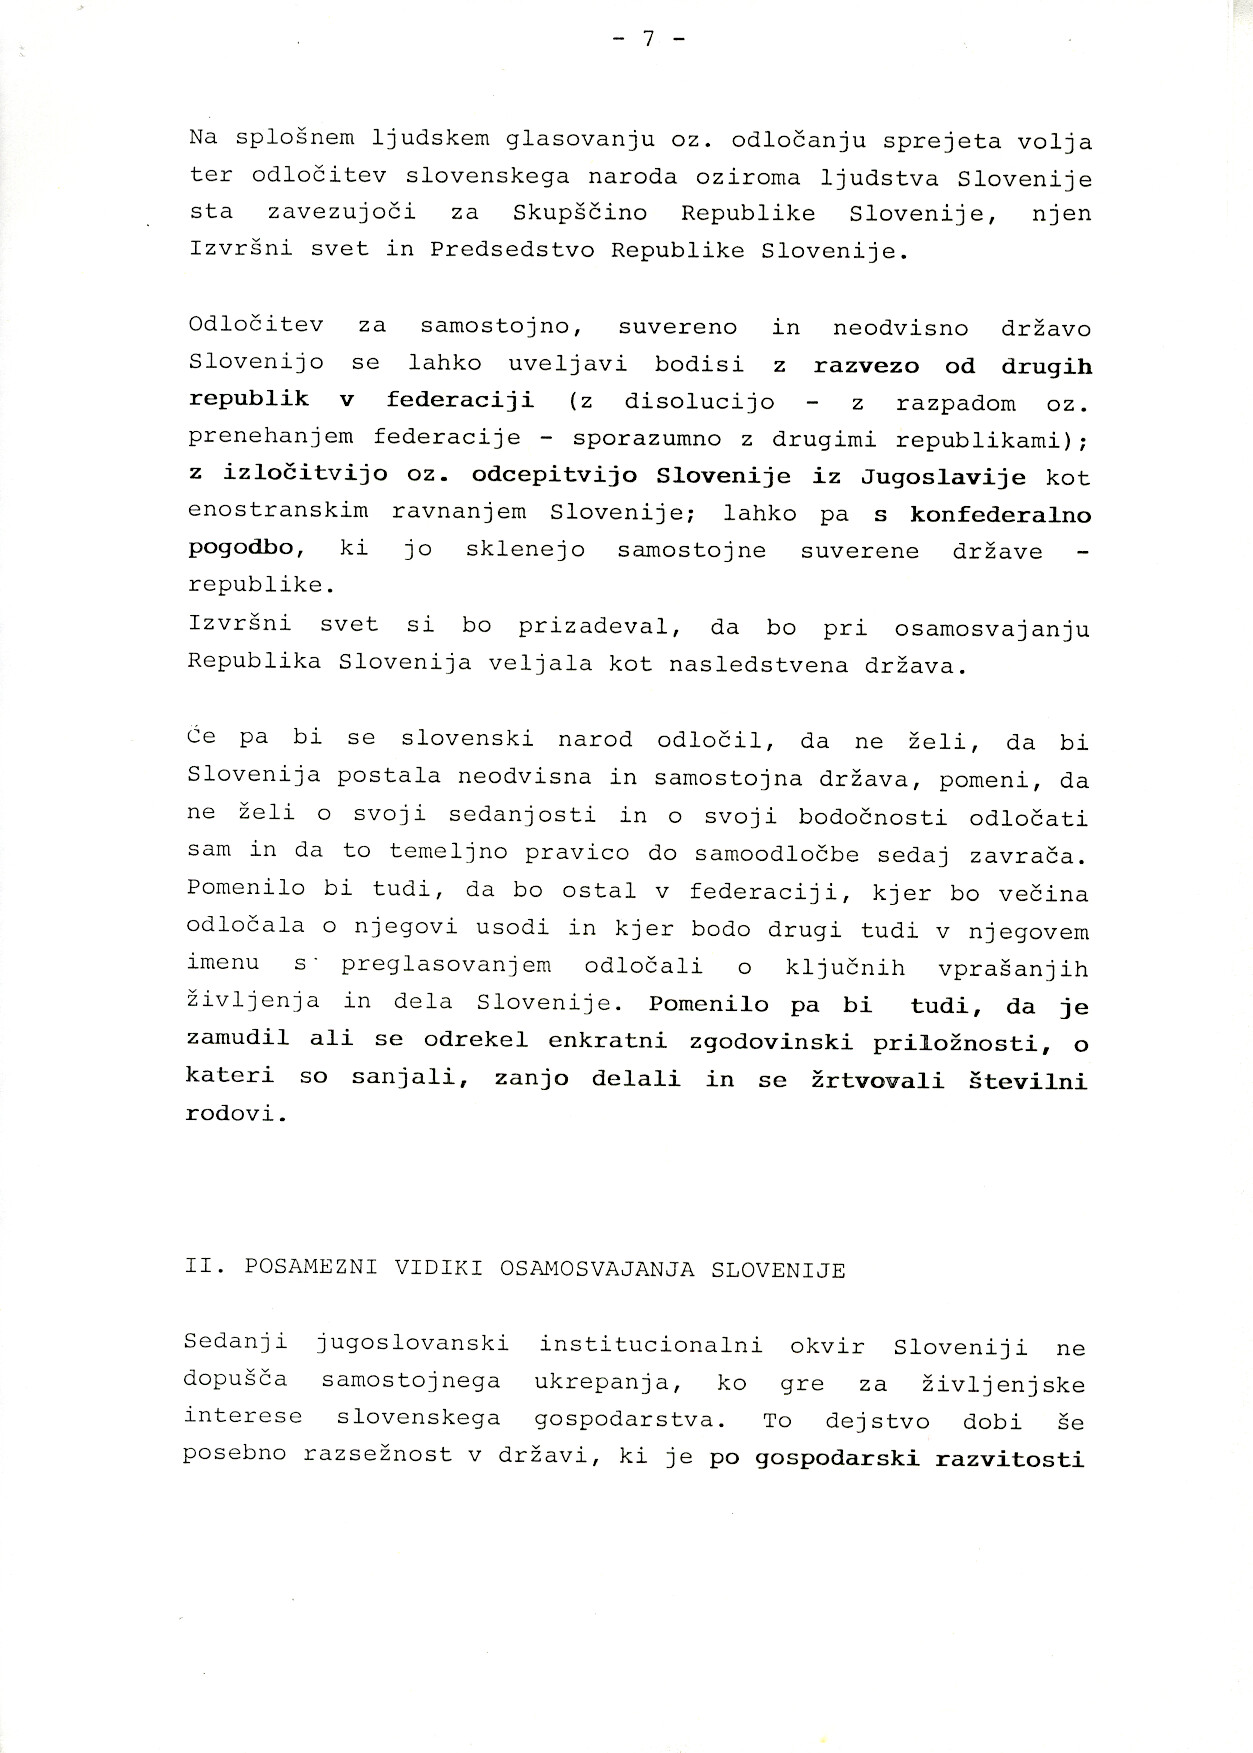 - 7 -
Na splošnem ljudskem glasovanju oz. odločanju sprejeta volja
ter odločitev slovenskega naroda oziroma ljudstva Slovenije
sta zavezujoči za Skupščino Republike Slovenije, njen
Izvršni svet in Predsedstvo Republike Slovenije.
Odločitev za samostojno, suvereno in neodvisno državo
Slovenijo se lahko uveljavi bodisi z razvezo od drugih
republik v federaciji (z disolucijo - z razpadom oz.
prenehanjem federacije - sporazumno z drugimi republikami);
z izločitvijo oz. odcepitvijo Slovenije iz Jugoslavije kot
enostranskim ravnanjem Slovenije; lahko pa s konfederalno
pogodbo, ki jo sklenejo samostojne suverene države -
republike.
Izvršni svet si bo prizadeval, da bo pri osamosvajanju
Republika Slovenija veljala kot nasledstvena država.
Če pa bi se slovenski narod odločil, da ne želi, da bi
Slovenija postala neodvisna in samostojna država, pomeni, da
ne želi o svoji sedanjosti in o svoji bodočnosti odločati
sam in da to temeljno pravico do samoodločbe sedaj zavrača.
Pomenilo bi tudi, da bo ostal v federaciji, kjer bo večina
odločala o njegovi usodi in kjer bodo drugi tudi v njegovem
imenu s preglasovanjem odločali o ključnih vprašanjih
življenja in dela Slovenije. Pomenilo pa bi tudi, da je
zamudil ali se odrekel enkratni zgodovinski priložnosti, o
kateri so sanjali, zanjo delali in se žrtvovali številni
rodovi.
II. POSAMEZNI VIDIKI OSAMOSVAJANJA SLOVENIJE
Sedanji jugoslovanski institucionalni okvir Sloveniji ne
dopušča samostojnega ukrepanja, ko gre za življenjske
interese slovenskega gospodarstva. To dejstvo dobi še
posebno razsežnost v državi, ki je po gospodarski razvitosti